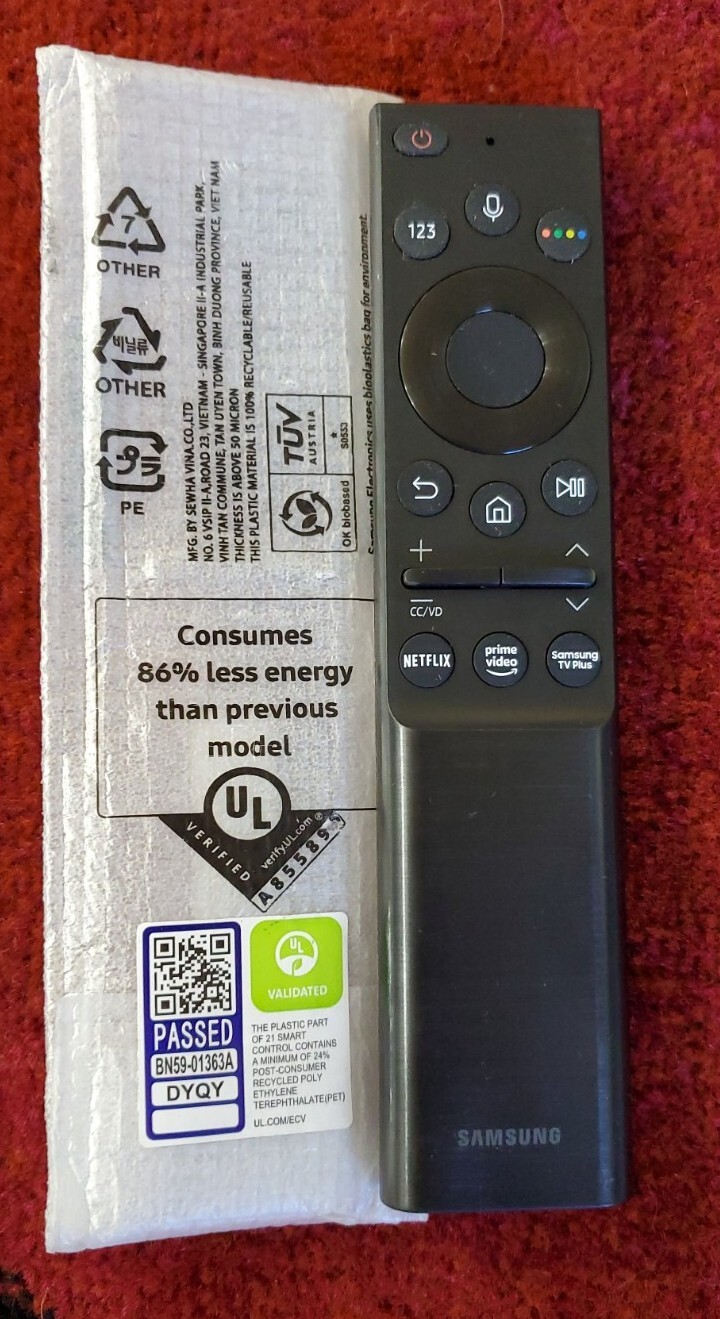 7
OTHER
비닐류
OTHER
PE
MFG. BY SEWHA VINA.CO.,LTD
NO. 6 VSIP II-A,ROAD 23, VIETNAM - SINGAPORE II-A INDUSTRIAL PARK,
VINH TAN COMMUNE, TAN UYEN TOWN, BINH DUONG PROVINCE, VIET NAM
THICKNESS IS ABOVE 50 MICRON
THIS PLASTIC MATERIAL IS 100% RECYCLABLE/REUSABLE
TÜV
AUSTRIA
S0553
OK biobased
Samsung Electronics uses bioplastics bag for environment.
Consumes
86% less energy
than previous
model
UL
VERIFIED
verify.UL.com®
A855895
PASSED
BN59-01363A
DYQY
UL
VALIDATED
THE PLASTIC PART
OF 21 SMART
CONTROL CONTAINS
A MINIMUM OF 24%
POST-CONSUMER
RECYCLED POLY
ETHYLENE
TEREPHTHALATE(PET)
UL.COM/ECV
123
+
CC/VD
NETFLIX
prime
video
Samsung
TV Plus
SAMSUNG